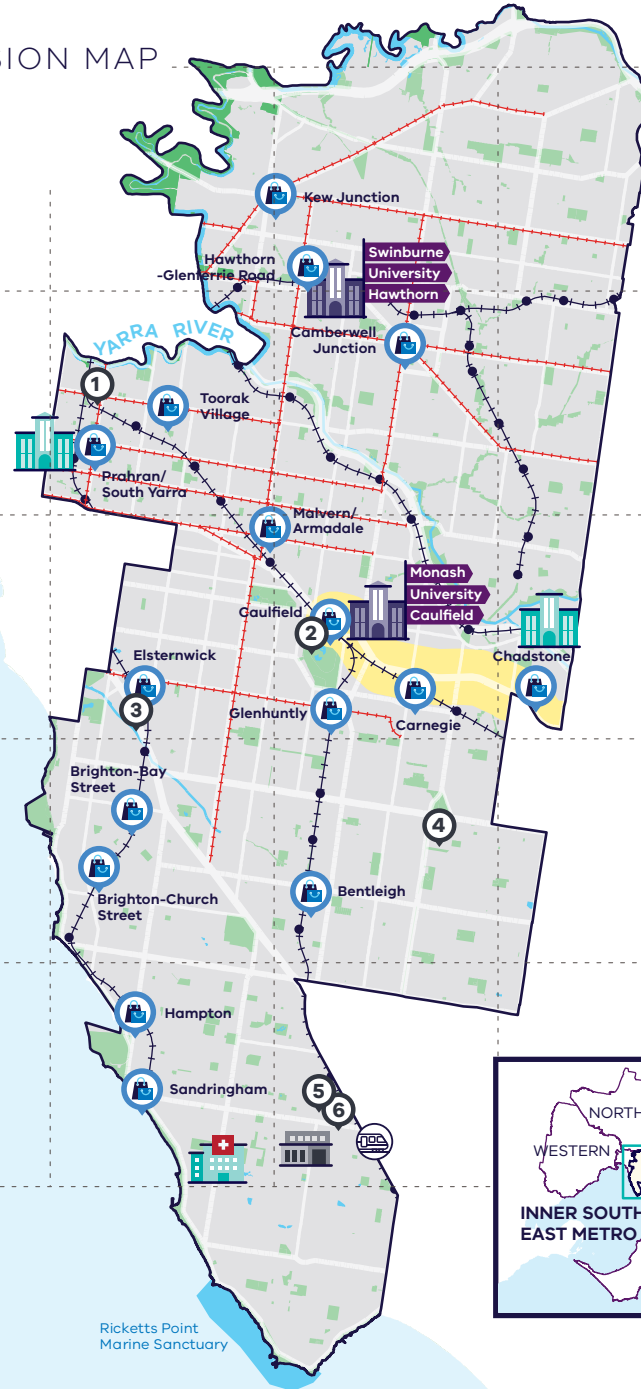 SION MAP
Kew Junction
Hawthorn
-Glenferrie Road
Swinburne
University
Hawthorn
Camberwell
Junction
YARRA RIVER
1
Toorak
Village
Prahran/
South Yarra
Malvern/
Armadale
Monash
University
Caulfield
Caulfield
2
Chadstone
Elsternwick
3
Glenhuntly
Carnegie
Brighton-Bay
Street
4
Brighton-Church
Street
Bentleigh
Hampton
Sandringham
5
6
NORTH
WESTERN
INNER SOUTH
EAST METRO
Ricketts Point
Marine Sanctuary